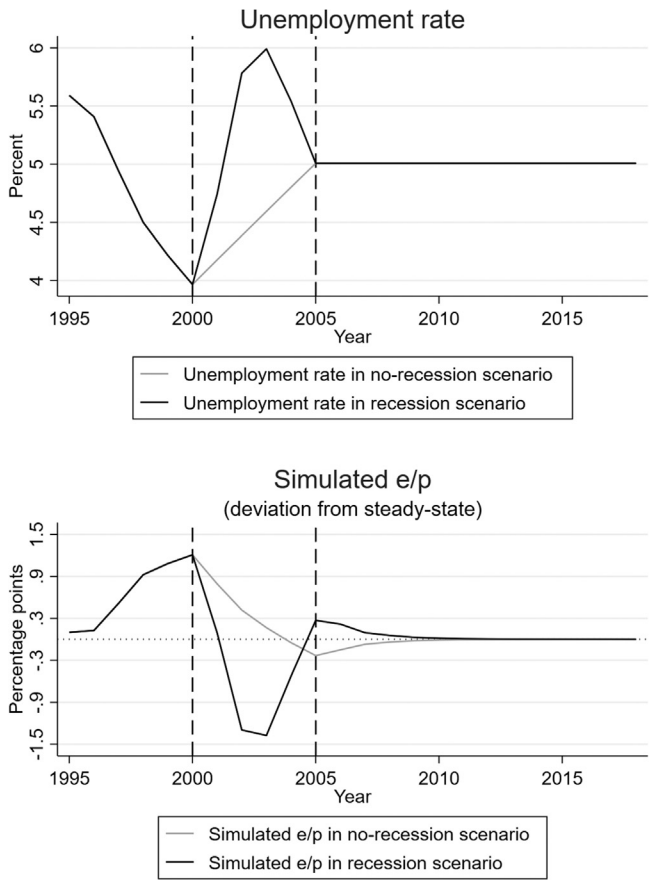 Unemployment rate
6
5.5
5
4.5
4
Percent
1995 2000 2005 2010 2015
Year
Unemployment rate in no-recession scenario
Unemployment rate in recession scenario
Simulated e/p
(deviation from steady-state)
1.5
.9
.3
-.3
-.9
-1.5
Percentage points
1995 2000 2005 2010 2015
Year
Simulated e/p in no-recession scenario
Simulated e/p in recession scenario